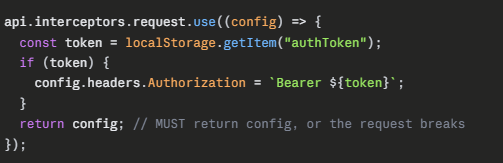 api.interceptors.request.use((config) => {
  const token = localStorage.getItem("authToken");
  if (token) {
    config.headers.Authorization = `Bearer ${token}`;
  }
  return config; // MUST return config, or the request breaks
});